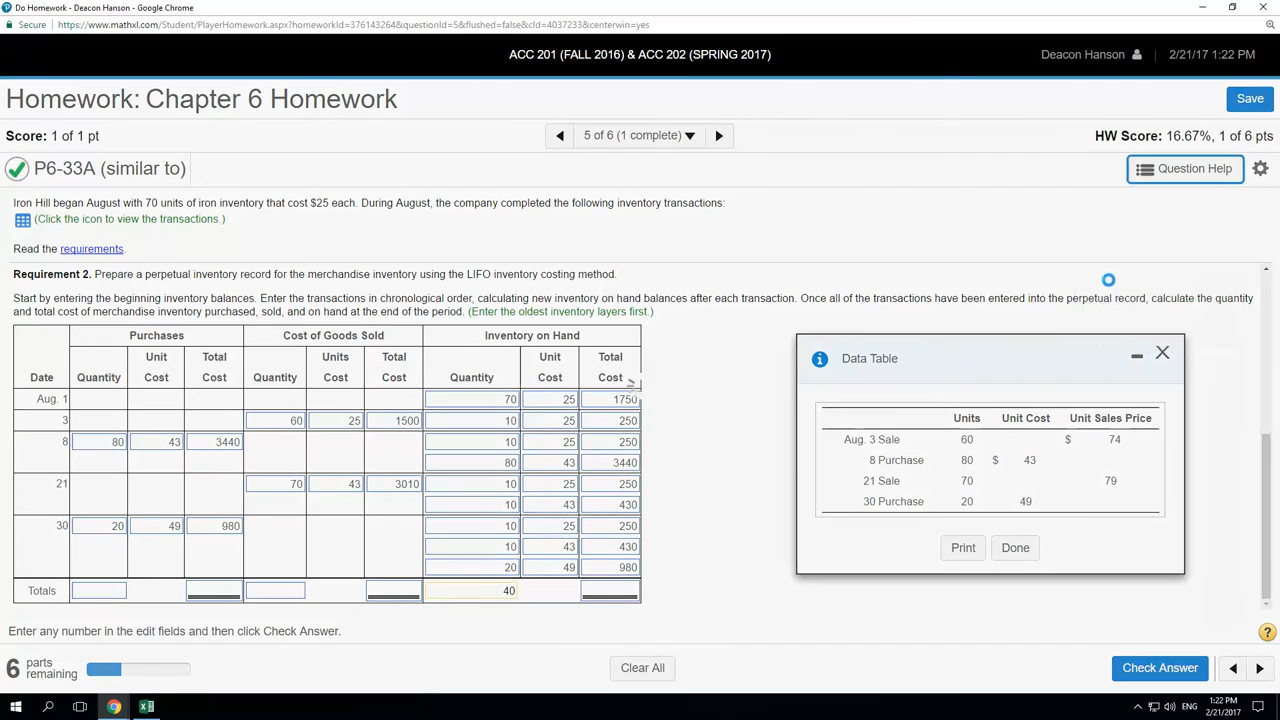 Do Homework - Deacon Hanson - Google Chrome
Secure | https://www.mathxl.com/Student/PlayerHomework.aspx?homeworkId=376143264&questionId=5&flushed=false&cId=4037233&centerwin=yes
ACC 201 (FALL 2016) & ACC 202 (SPRING 2017)
Deacon Hanson | 2/21/17 1:22 PM
Homework: Chapter 6 Homework
Save
Score: 1 of 1 pt
5 of 6 (1 complete)
HW Score: 16.67%, 1 of 6 pts
P6-33A (similar to)
Question Help
Iron Hill began August with 70 units of iron inventory that cost $25 each. During August, the company completed the following inventory transactions:
(Click the icon to view the transactions.)
Read the requirements.
Requirement 2. Prepare a perpetual inventory record for the merchandise inventory using the LIFO inventory costing method.
Start by entering the beginning inventory balances. Enter the transactions in chronological order, calculating new inventory on hand balances after each transaction. Once all of the transactions have been entered into the perpetual record, calculate the quantity
and total cost of merchandise inventory purchased, sold, and on hand at the end of the period. (Enter the oldest inventory layers first.)
Purchases Cost of Goods Sold Inventory on Hand
Unit Total Units Total Unit Total
Date Quantity Cost Cost Quantity Cost Cost Quantity Cost Cost
Aug. 1 70 25 1750
3 60 25 1500 10 25 250
8 80 43 3440 10 25 250
80 43 3440
21 70 43 3010 10 25 250
10 43 430
30 20 49 980 10 25 250
10 43 430
20 49 980
Totals 40
Data Table
Units Unit Cost Unit Sales Price
Aug. 3 Sale 60 $ 74
8 Purchase 80 $ 43
21 Sale 70 79
30 Purchase 20 49
Print Done
Enter any number in the edit fields and then click Check Answer.
?
6 parts remaining
Clear All
Check Answer
ENG
1:22 PM
2/21/2017